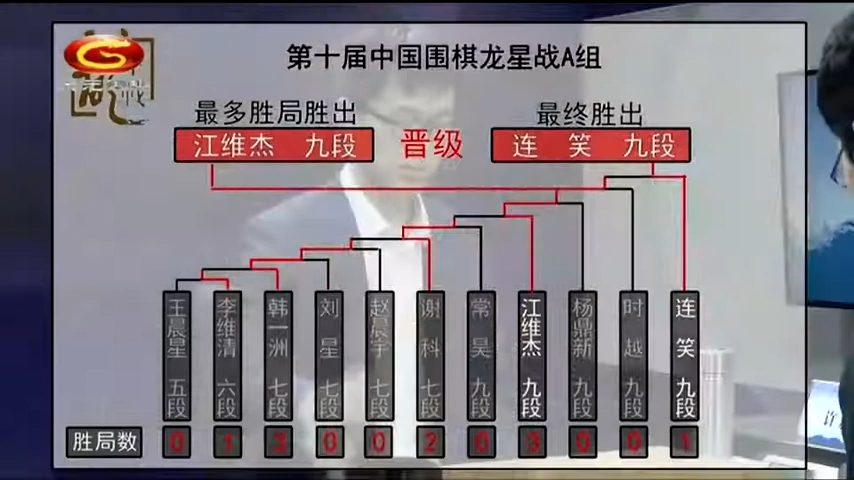 第十届中国围棋龙星战A组
最多胜局胜出
最终胜出
江维杰 九段
晋级
连 笑 九段
王晨星 五段
李维清 六段
韩一洲 七段
刘 星 七段
赵晨宇 七段
谢 科 七段
常 昊 九段
江维杰 九段
杨鼎新 九段
时 越 九段
连 笑 九段
胜局数 0 1 3 0 0 2 0 3 0 0 1
许